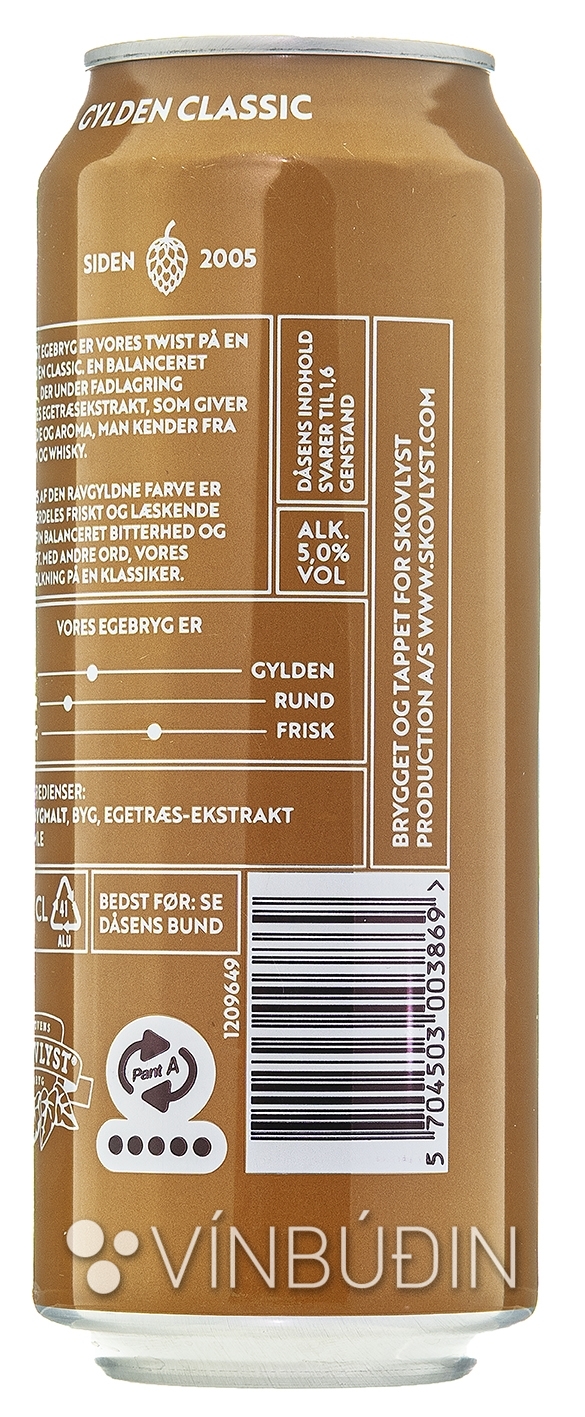 GYLDEN CLASSIC
SIDEN 2005
EGEBRYG ER VORES TWIST PÅ EN
CLASSIC. EN BALANCERET
DER UNDER FADLAGRING
EGETRÆSEKSTRAKT, SOM GIVER
OG AROMA, MAN KENDER FRA
OG WHISKY.
AF DEN RAVGYLDNE FARVE ER
FRISKT OG LÆSKENDE
BALANCERET BITTERHED OG
MED ANDRE ORD, VORES
PÅ EN KLASSIKER.
DÅSENS INDHOLD
SVARER TIL 1,6
GENSTAND
ALK.
5,0%
VOL
VORES EGEBRYG ER
GYLDEN
RUND
FRISK
BRYGGET OG TAPPET FOR SKOVLYST
PRODUCTION A/S WWW.SKOVLYST.COM
BYG, EGETRÆS-EKSTRAKT
CL
41
ALU
BEDST FØR: SE
DÅSENS BUND
1209649
Pant A
5 704503 003869 >
VÍNBÚÐIN